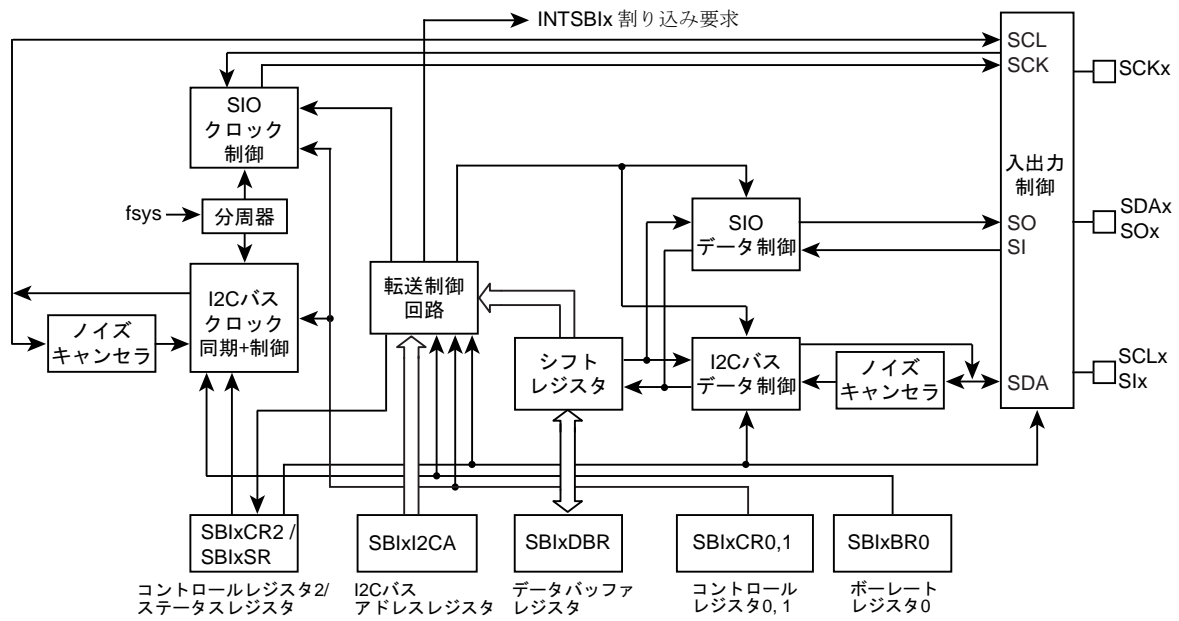 INTSBIx 割り込み要求
SCL
SCK
SCKx
SIO
クロック
制御
入出力
制御
fsys
分周器
SIO
データ制御
SO
SI
SDAx
SOx
I2Cバス
クロック
同期+制御
転送制御
回路
ノイズ
キャンセラ
シフト
レジスタ
I2Cバス
データ制御
ノイズ
キャンセラ
SDA
SCLx
SIx
SBIxCR2 /
SBIxSR
SBIxI2CA
SBIxDBR
SBIxCR0,1
SBIxBR0
コントロールレジスタ2/
ステータスレジスタ
I2Cバス
アドレスレジスタ
データバッファ
レジスタ
コントロール
レジスタ0, 1
ボーレート
レジスタ0